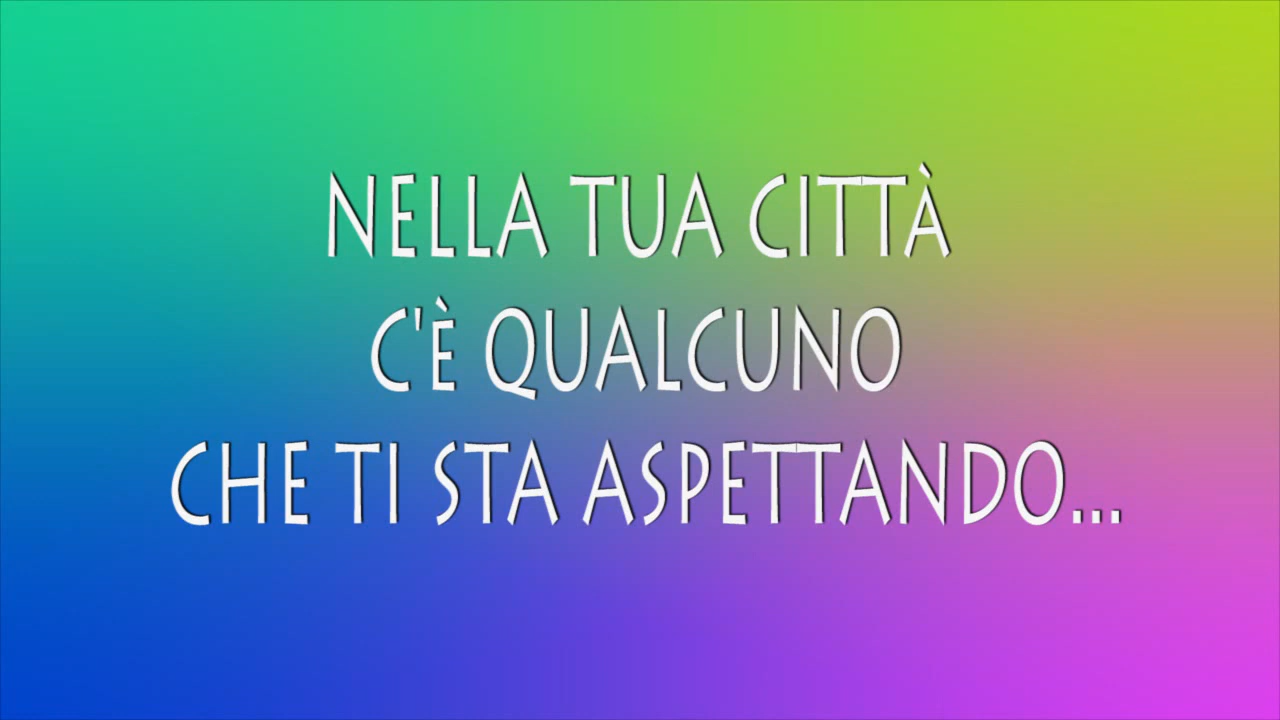 NELLA TUA CITTÀ
C'È QUALCUNO
CHE TI STA ASPETTANDO...